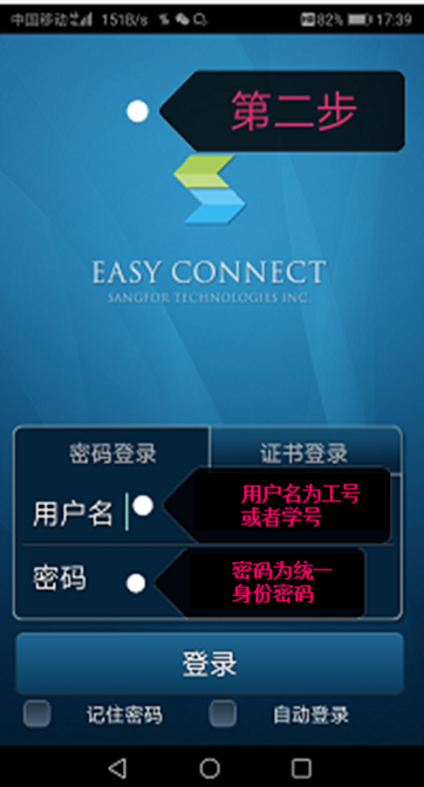 中国移动 151B/s 82% 17:39
第二步
EASY CONNECT
SANGFOR TECHNOLOGIES INC.
密码登录 证书登录
用户名
用户名为工号
或者学号
密码
密码为统一
身份密码
登录
记住密码 自动登录